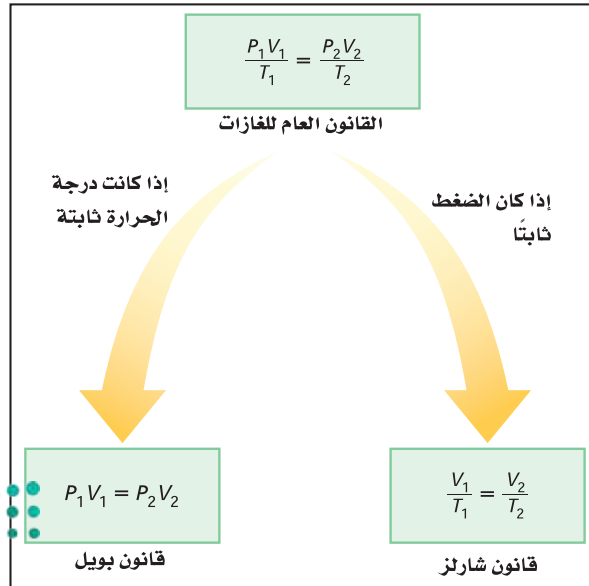 P₁V₁/T₁ = P₂V₂/T₂
القانون العام للغازات
إذا كان الضغط
ثابتًا
إذا كانت درجة
الحرارة ثابتة
V₁/T₁ = V₂/T₂
قانون شارلز
P₁V₁ = P₂V₂
قانون بويل